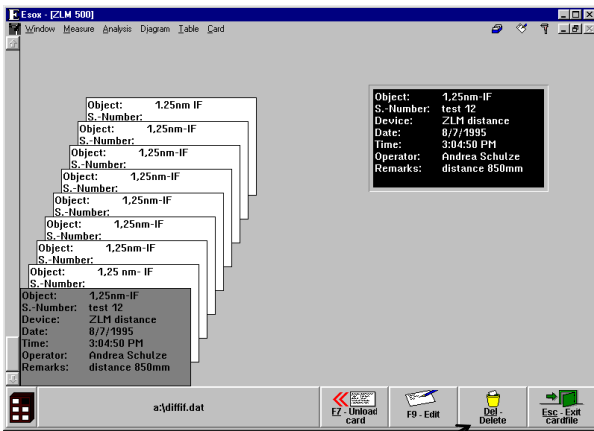 Esox - [ZLM 500]
Window Measure Analysis Diagram Table Card
Object: 1.25nm IF
S.-Number:
Object: 1,25nm-IF
S.-Number:
Object: 1,25nm-IF
S.-Number:
Object: 1,25nm-IF
S.-Number:
Object: 1,25nm-IF
S.-Number:
Object: 1,25nm-IF
S.-Number:
Object: 1,25nm-IF
S.-Number:
Object: 1,25 nm- IF
S.-Number:
Object: 1,25nm-IF
S.-Number: test 12
Device: ZLM distance
Date: 8/7/1995
Time: 3:04:50 PM
Operator: Andrea Schulze
Remarks: distance 850mm
Object: 1,25nm-IF
S.-Number: test 12
Device: ZLM distance
Date: 8/7/1995
Time: 3:04:50 PM
Operator: Andrea Schulze
Remarks: distance 850mm
a:\diffif.dat
F7 - Unload
card
F9 - Edit
Del -
Delete
Esc - Exit
cardfile